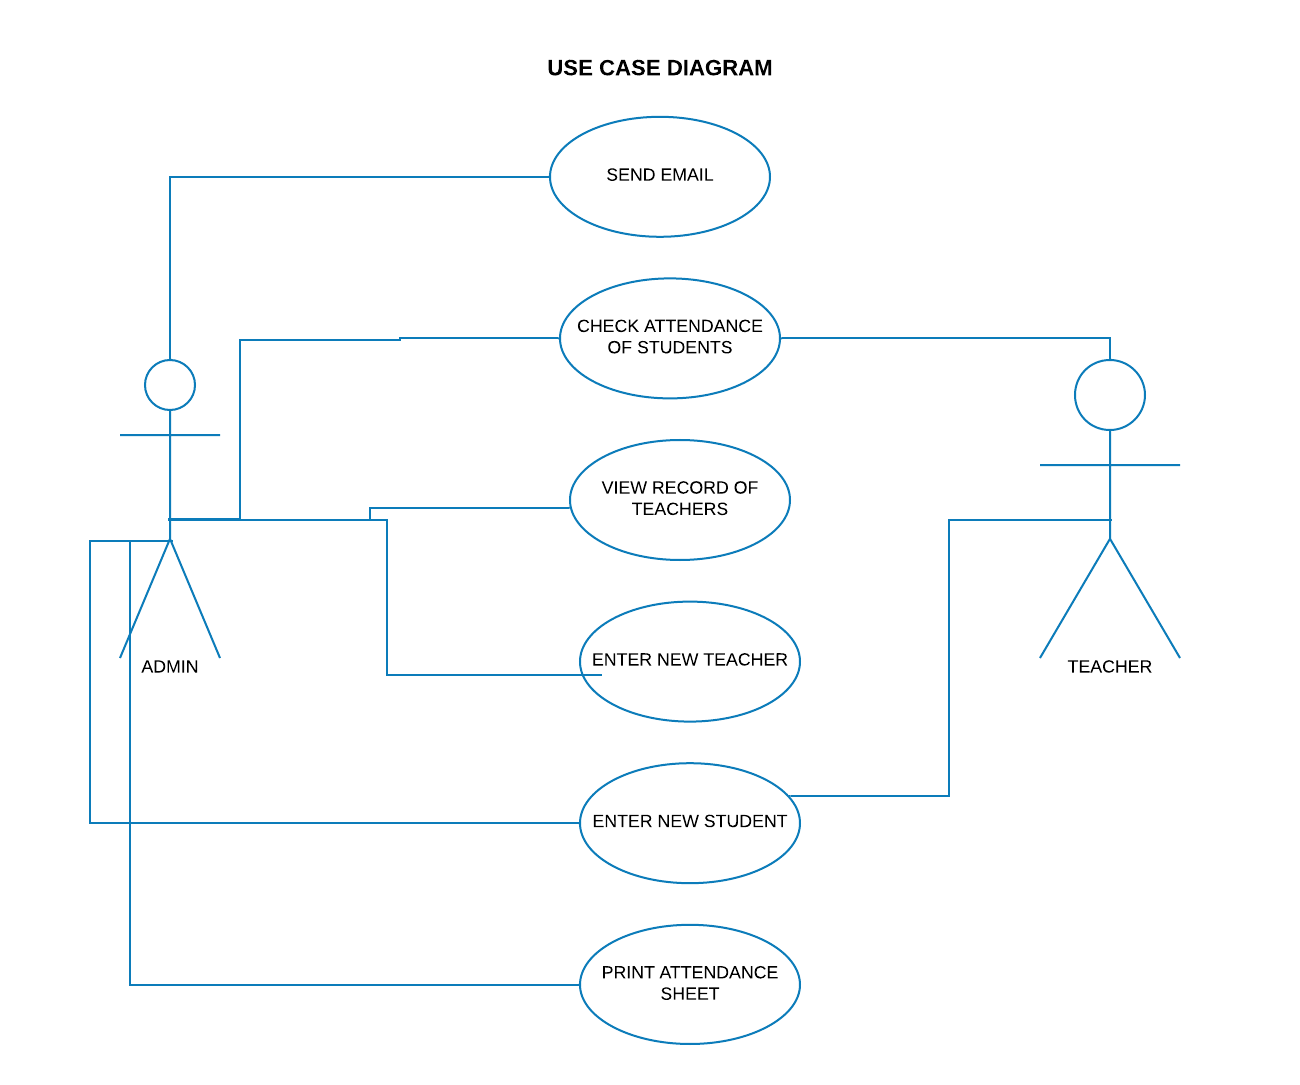 USE CASE DIAGRAM
SEND EMAIL
CHECK ATTENDANCE
OF STUDENTS
VIEW RECORD OF
TEACHERS
ENTER NEW TEACHER
ADMIN
TEACHER
ENTER NEW STUDENT
PRINT ATTENDANCE
SHEET